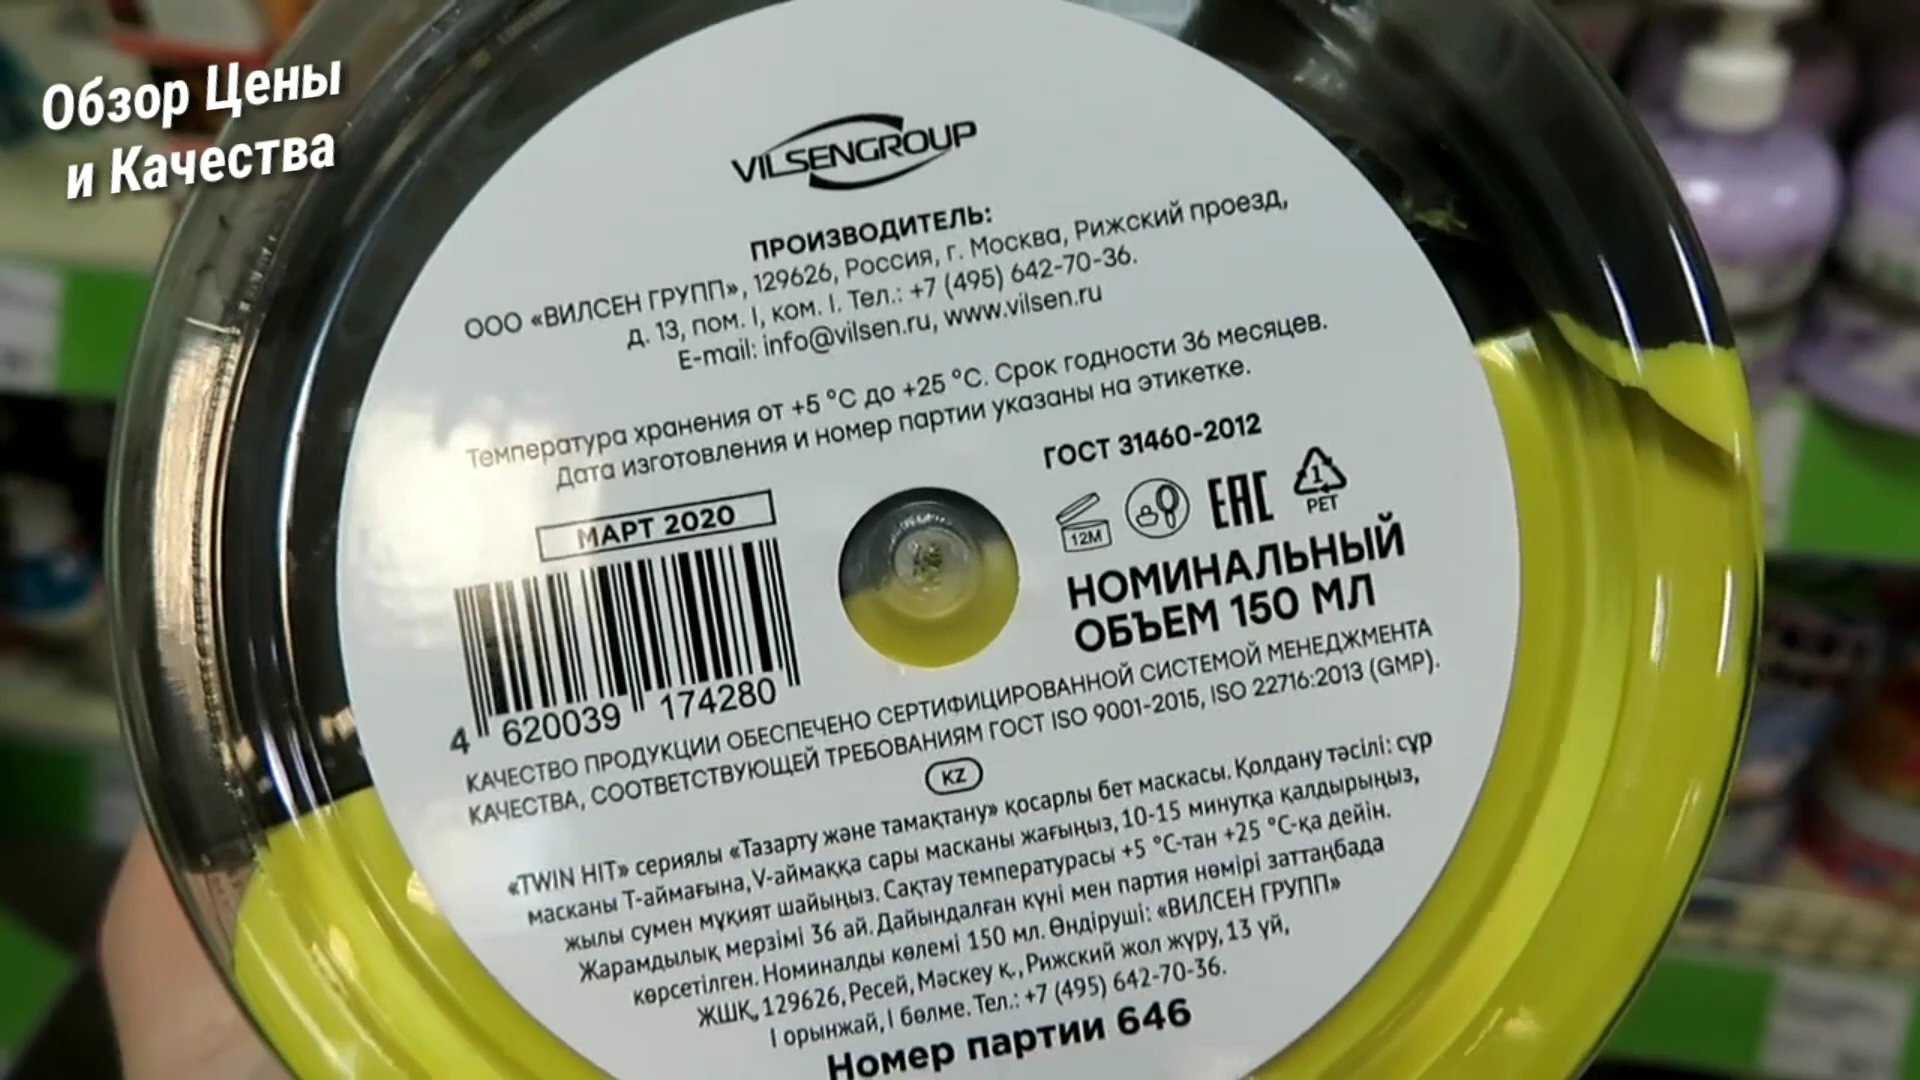 Обзор Цены
и Качества
VILSENGROUP
ПРОИЗВОДИТЕЛЬ:
ООО «ВИЛСЕН ГРУПП», 129626, Россия, г. Москва, Рижский проезд,
д. 13, пом. I, ком. I. Тел.: +7 (495) 642-70-36.
E-mail: info@vilsen.ru, www.vilsen.ru
Температура хранения от +5 °C до +25 °C. Срок годности 36 месяцев.
Дата изготовления и номер партии указаны на этикетке.
МАРТ 2020
4 620039 174280
ГОСТ 31460-2012
12M
EAC
1
PET
НОМИНАЛЬНЫЙ
ОБЪЕМ 150 МЛ
КАЧЕСТВО ПРОДУКЦИИ ОБЕСПЕЧЕНО СЕРТИФИЦИРОВАННОЙ СИСТЕМОЙ МЕНЕДЖМЕНТА
КАЧЕСТВА, СООТВЕТСТВУЮЩЕЙ ТРЕБОВАНИЯМ ГОСТ ISO 9001-2015, ISO 22716:2013 (GMP).
KZ
«TWIN HIT» сериялы «Тазарту және тамақтану» қосарлы бет маскасы. Қолдану тәсілі: сұр
масканы Т-аймағына, V-аймаққа сары масканы жағыңыз, 10-15 минутқа қалдырыңыз,
жылы сумен мұқият шайыңыз. Сақтау температурасы +5 °C-тан +25 °C-қа дейін.
Жарамдылық мерзімі 36 ай. Дайындалған күні мен партия нөмірі заттаңбада
көрсетілген. Номиналды көлемі 150 мл. Өндіруші: «ВИЛСЕН ГРУПП»
ЖШҚ, 129626, Ресей, Мәскеу қ., Рижский жол жүру, 13 үй,
I орынжай, I бөлме. Тел.: +7 (495) 642-70-36.
Номер партии 646